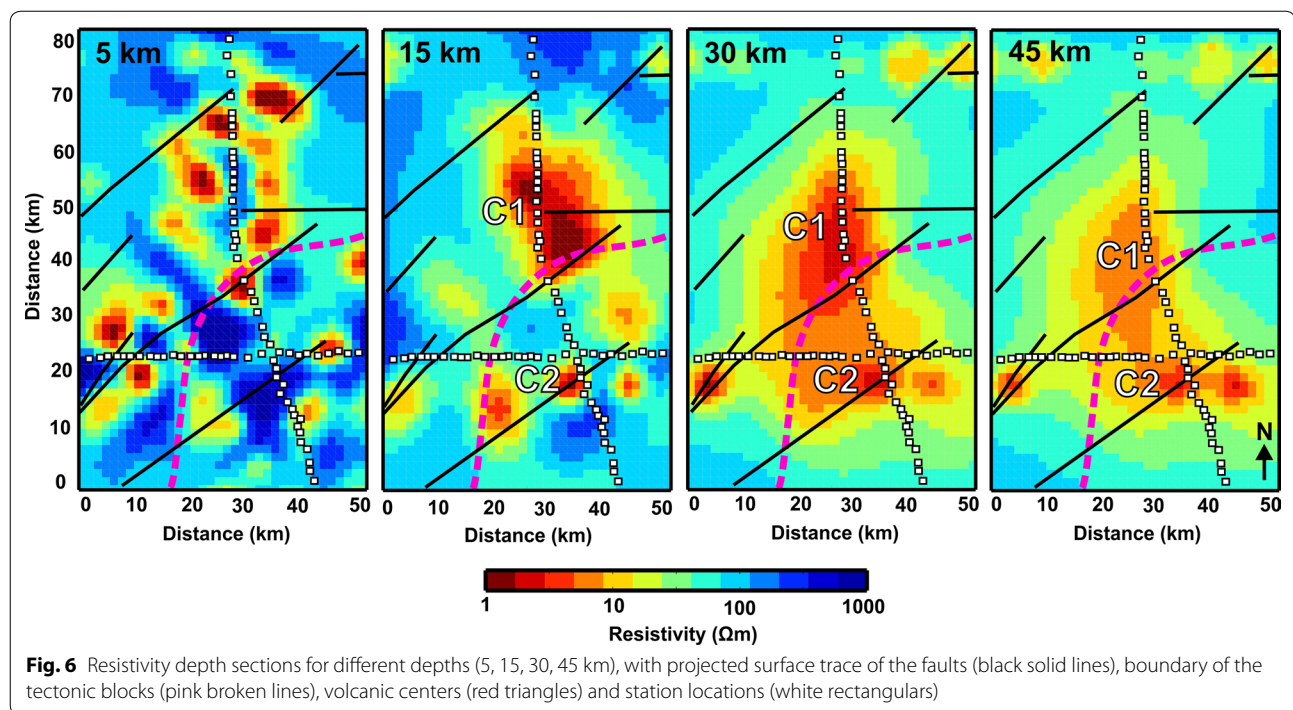 5 km 15 km 30 km 45 km
80
70
60
50
40
30
20
10
0
Distance (km)
C1 C1 C1
C2 C2 C2
N
0 10 20 30 40 50 0 10 20 30 40 50 0 10 20 30 40 50 0 10 20 30 40 50
Distance (km) Distance (km) Distance (km) Distance (km)
1 10 100 1000
Resistivity (Ωm)
Fig. 6 Resistivity depth sections for different depths (5, 15, 30, 45 km), with projected surface trace of the faults (black solid lines), boundary of the
tectonic blocks (pink broken lines), volcanic centers (red triangles) and station locations (white rectangulars)